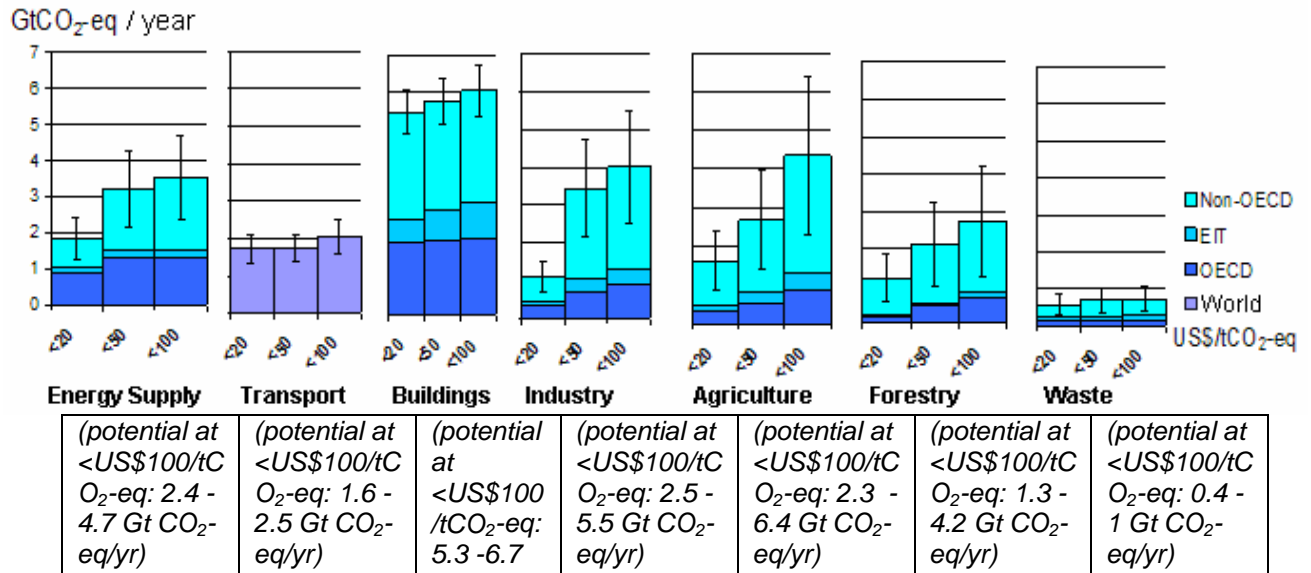 GtCO₂-eq / year
7
6
5
4
3
2
1
0
<20 <50 <100
<20 <50 <100
<20 <50 <100
<20 <50 <100
<20 <50 <100
<20 <50 <100
<20 <50 <100
Non-OECD
EIT
OECD
World
US$/tCO₂-eq
Energy Supply Transport Buildings Industry Agriculture Forestry Waste
(potential at
<US$100/tC
O₂-eq: 2.4 -
4.7 Gt CO₂-
eq/yr)
(potential at
<US$100/tC
O₂-eq: 1.6 -
2.5 Gt CO₂-
eq/yr)
(potential
at
<US$100
/tCO₂-eq:
5.3 -6.7
(potential at
<US$100/tC
O₂-eq: 2.5 -
5.5 Gt CO₂-
eq/yr)
(potential at
<US$100/tC
O₂-eq: 2.3 -
6.4 Gt CO₂-
eq/yr)
(potential at
<US$100/tC
O₂-eq: 1.3 -
4.2 Gt CO₂-
eq/yr)
(potential at
<US$100/tC
O₂-eq: 0.4 -
1 Gt CO₂-
eq/yr)